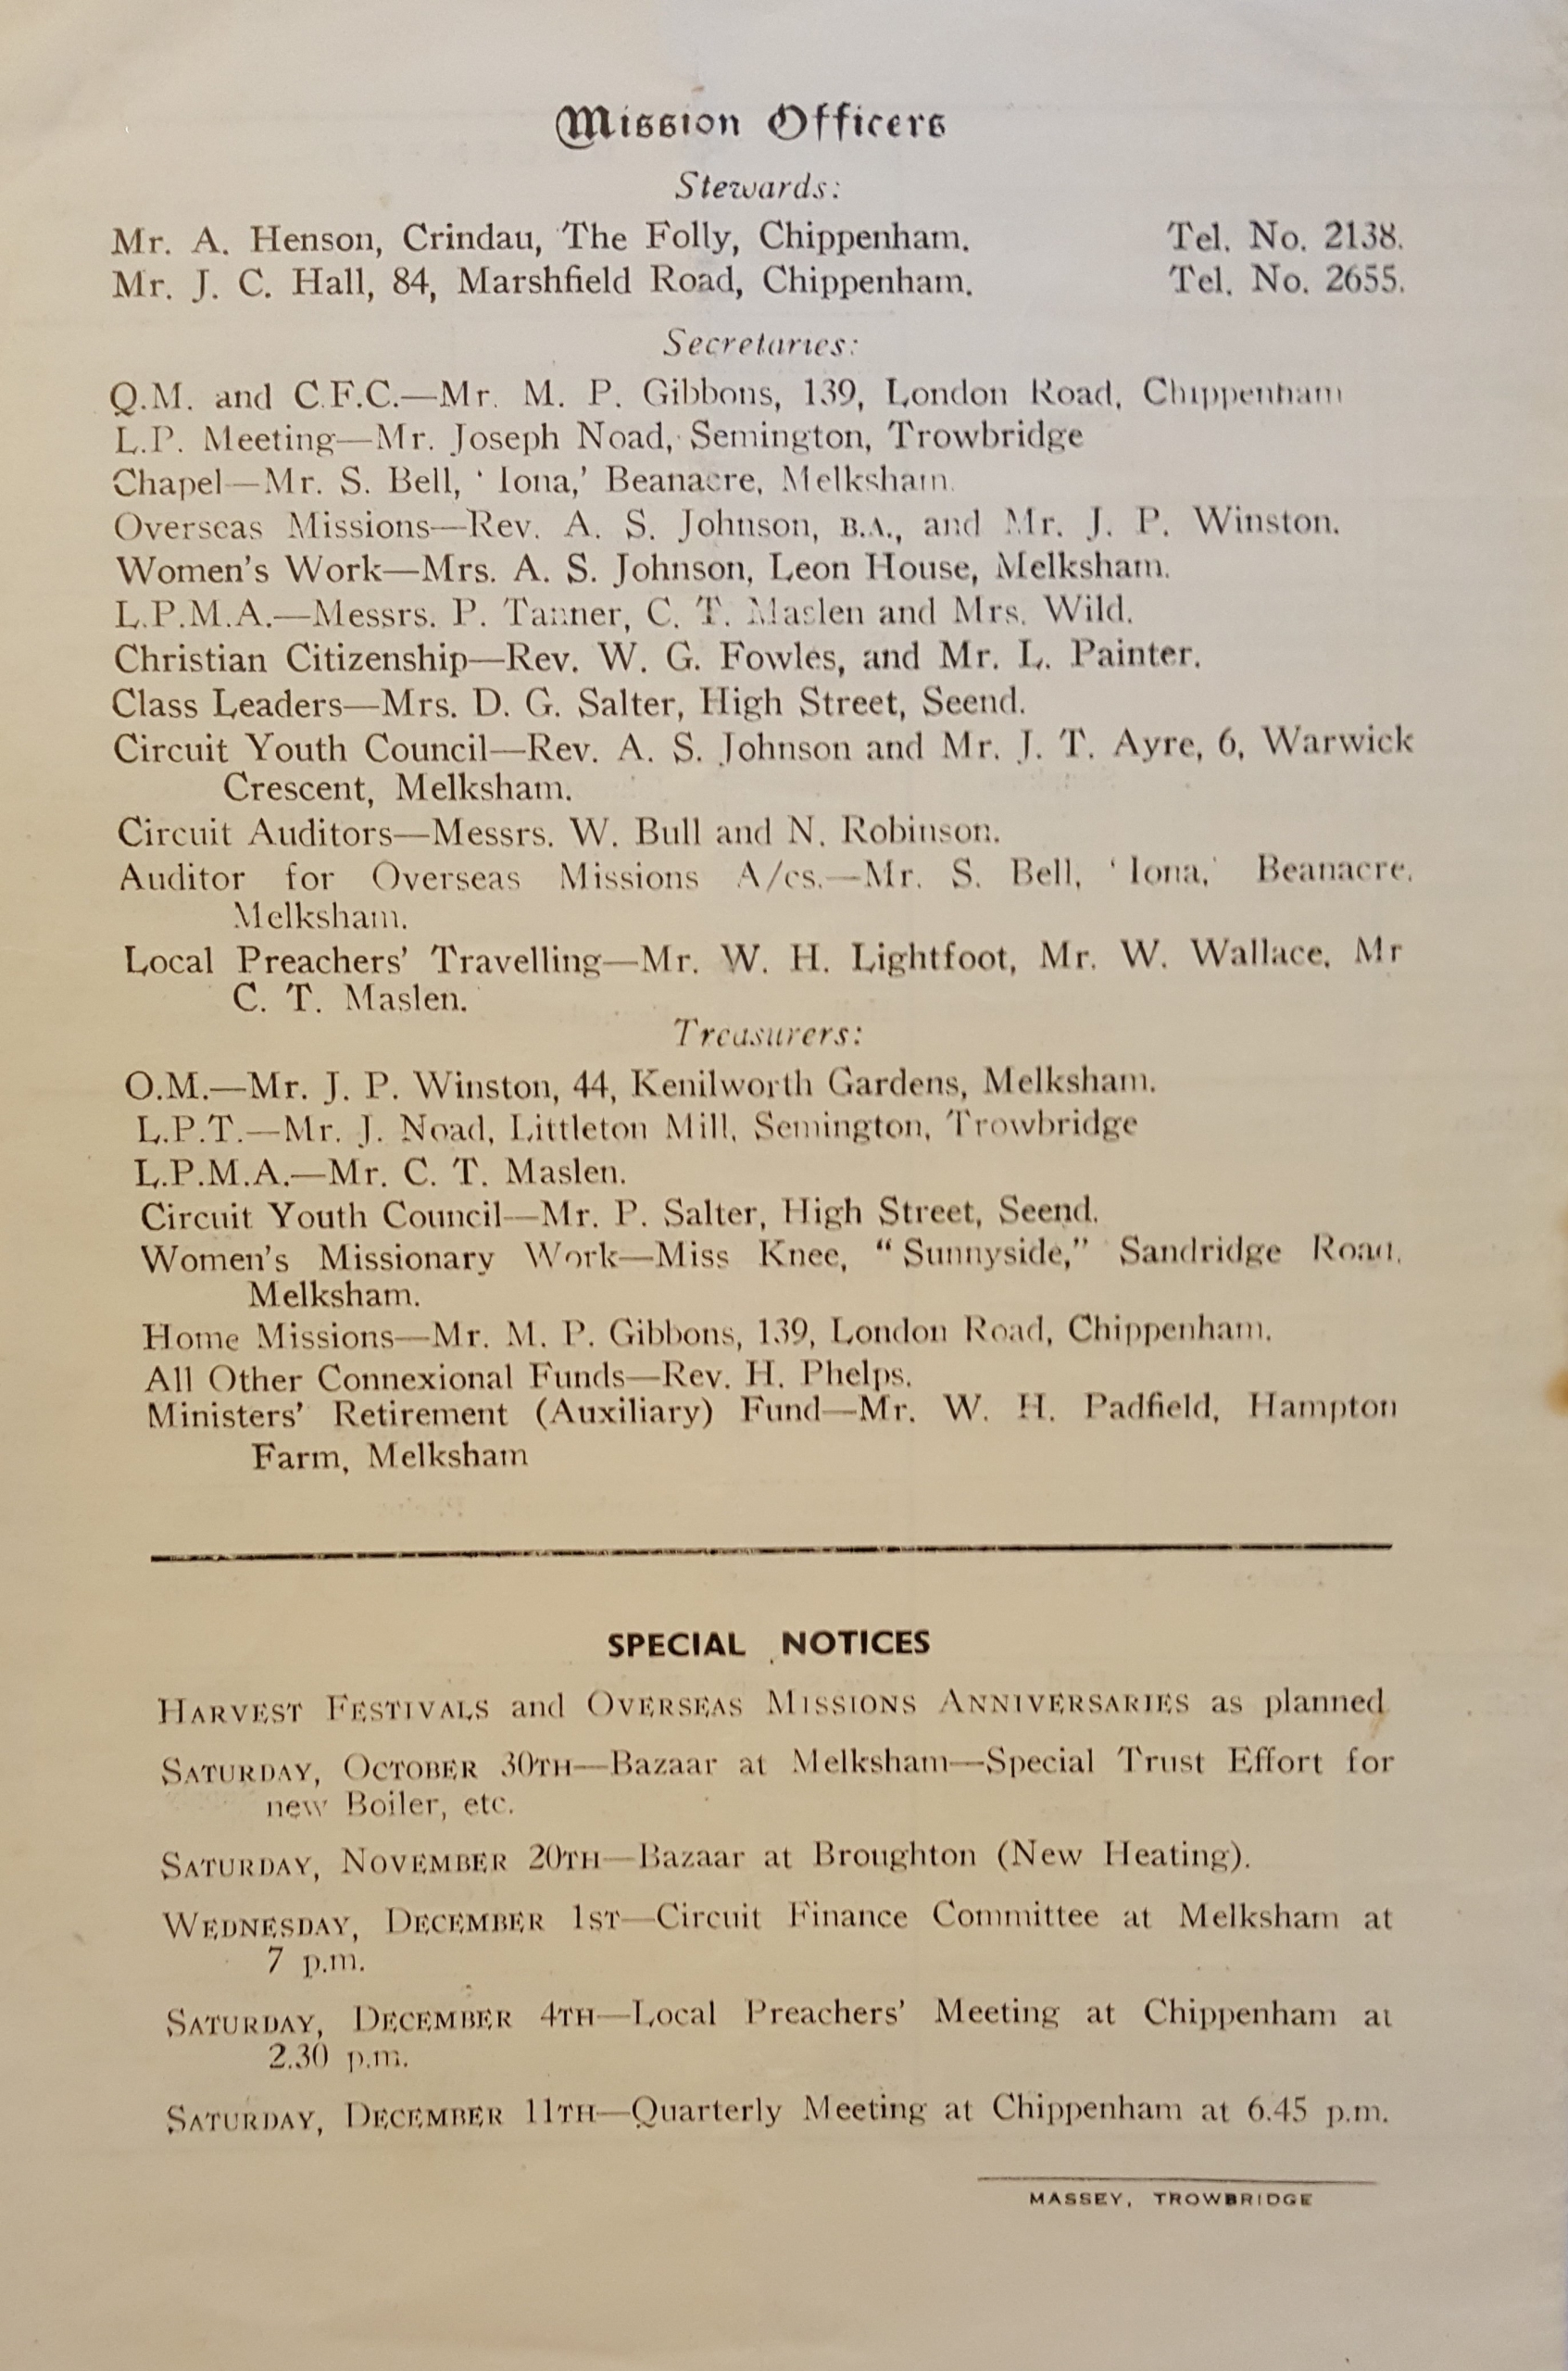 Mission Officers
Stewards:
Mr. A. Henson, Crindau, The Folly, Chippenham. Tel. No. 2138.
Mr. J. C. Hall, 84, Marshfield Road, Chippenham. Tel. No. 2655.
Secretaries:
Q.M. and C.F.C.—Mr. M. P. Gibbons, 139, London Road, Chippenham
L.P. Meeting—Mr. Joseph Noad, Semington, Trowbridge
Chapel—Mr. S. Bell, ‘ Iona,’ Beanacre, Melksham.
Overseas Missions—Rev. A. S. Johnson, B.A., and Mr. J. P. Winston.
Women’s Work—Mrs. A. S. Johnson, Leon House, Melksham.
L.P.M.A.—Messrs. P. Tanner, C. T. Maslen and Mrs. Wild.
Christian Citizenship—Rev. W. G. Fowles, and Mr. L. Painter.
Class Leaders—Mrs. D. G. Salter, High Street, Seend.
Circuit Youth Council—Rev. A. S. Johnson and Mr. J. T. Ayre, 6, Warwick
Crescent, Melksham.
Circuit Auditors—Messrs. W. Bull and N. Robinson.
Auditor for Overseas Missions A/cs.—Mr. S. Bell, ‘ Iona,’ Beanacre,
Melksham.
Local Preachers’ Travelling—Mr. W. H. Lightfoot, Mr. W. Wallace, Mr
C. T. Maslen.
Treasurers:
O.M.—Mr. J. P. Winston, 44, Kenilworth Gardens, Melksham.
L.P.T.—Mr. J. Noad, Littleton Mill, Semington, Trowbridge
L.P.M.A.—Mr. C. T. Maslen.
Circuit Youth Council—Mr. P. Salter, High Street, Seend.
Women’s Missionary Work—Miss Knee, “ Sunnyside,” Sandridge Road,
Melksham.
Home Missions—Mr. M. P. Gibbons, 139, London Road, Chippenham.
All Other Connexional Funds—Rev. H. Phelps.
Ministers’ Retirement (Auxiliary) Fund—Mr. W. H. Padfield, Hampton
Farm, Melksham
SPECIAL NOTICES
HARVEST FESTIVALS and OVERSEAS MISSIONS ANNIVERSARIES as planned
SATURDAY, OCTOBER 30TH—Bazaar at Melksham—Special Trust Effort for
new Boiler, etc.
SATURDAY, NOVEMBER 20TH—Bazaar at Broughton (New Heating).
WEDNESDAY, DECEMBER 1ST—Circuit Finance Committee at Melksham at
7 p.m.
SATURDAY, DECEMBER 4TH—Local Preachers’ Meeting at Chippenham at
2.30 p.m.
SATURDAY, DECEMBER 11TH—Quarterly Meeting at Chippenham at 6.45 p.m.
MASSEY, TROWBRIDGE